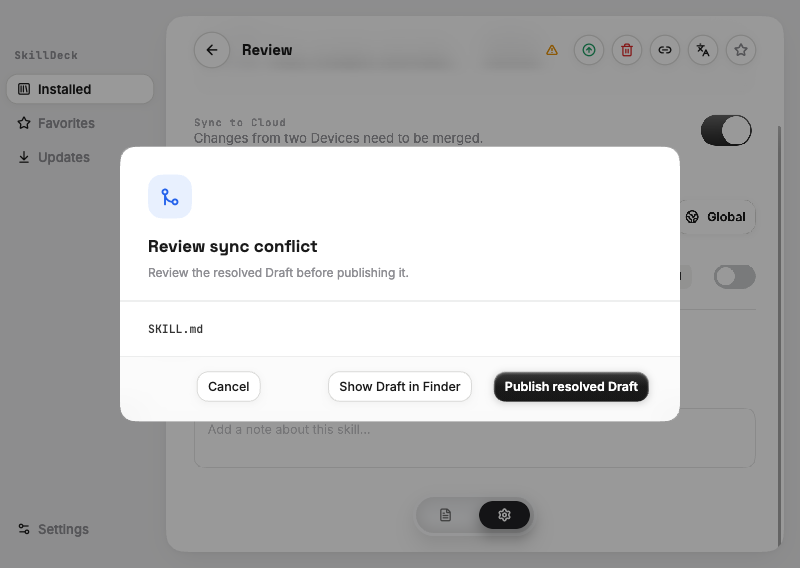 SkillDeck
Review
Installed
Favorites
Updates
Sync to Cloud
Changes from two Devices need to be merged.
Global
Review sync conflict
Review the resolved Draft before publishing it.
SKILL.md
Cancel
Show Draft in Finder
Publish resolved Draft
Add a note about this skill...
Settings